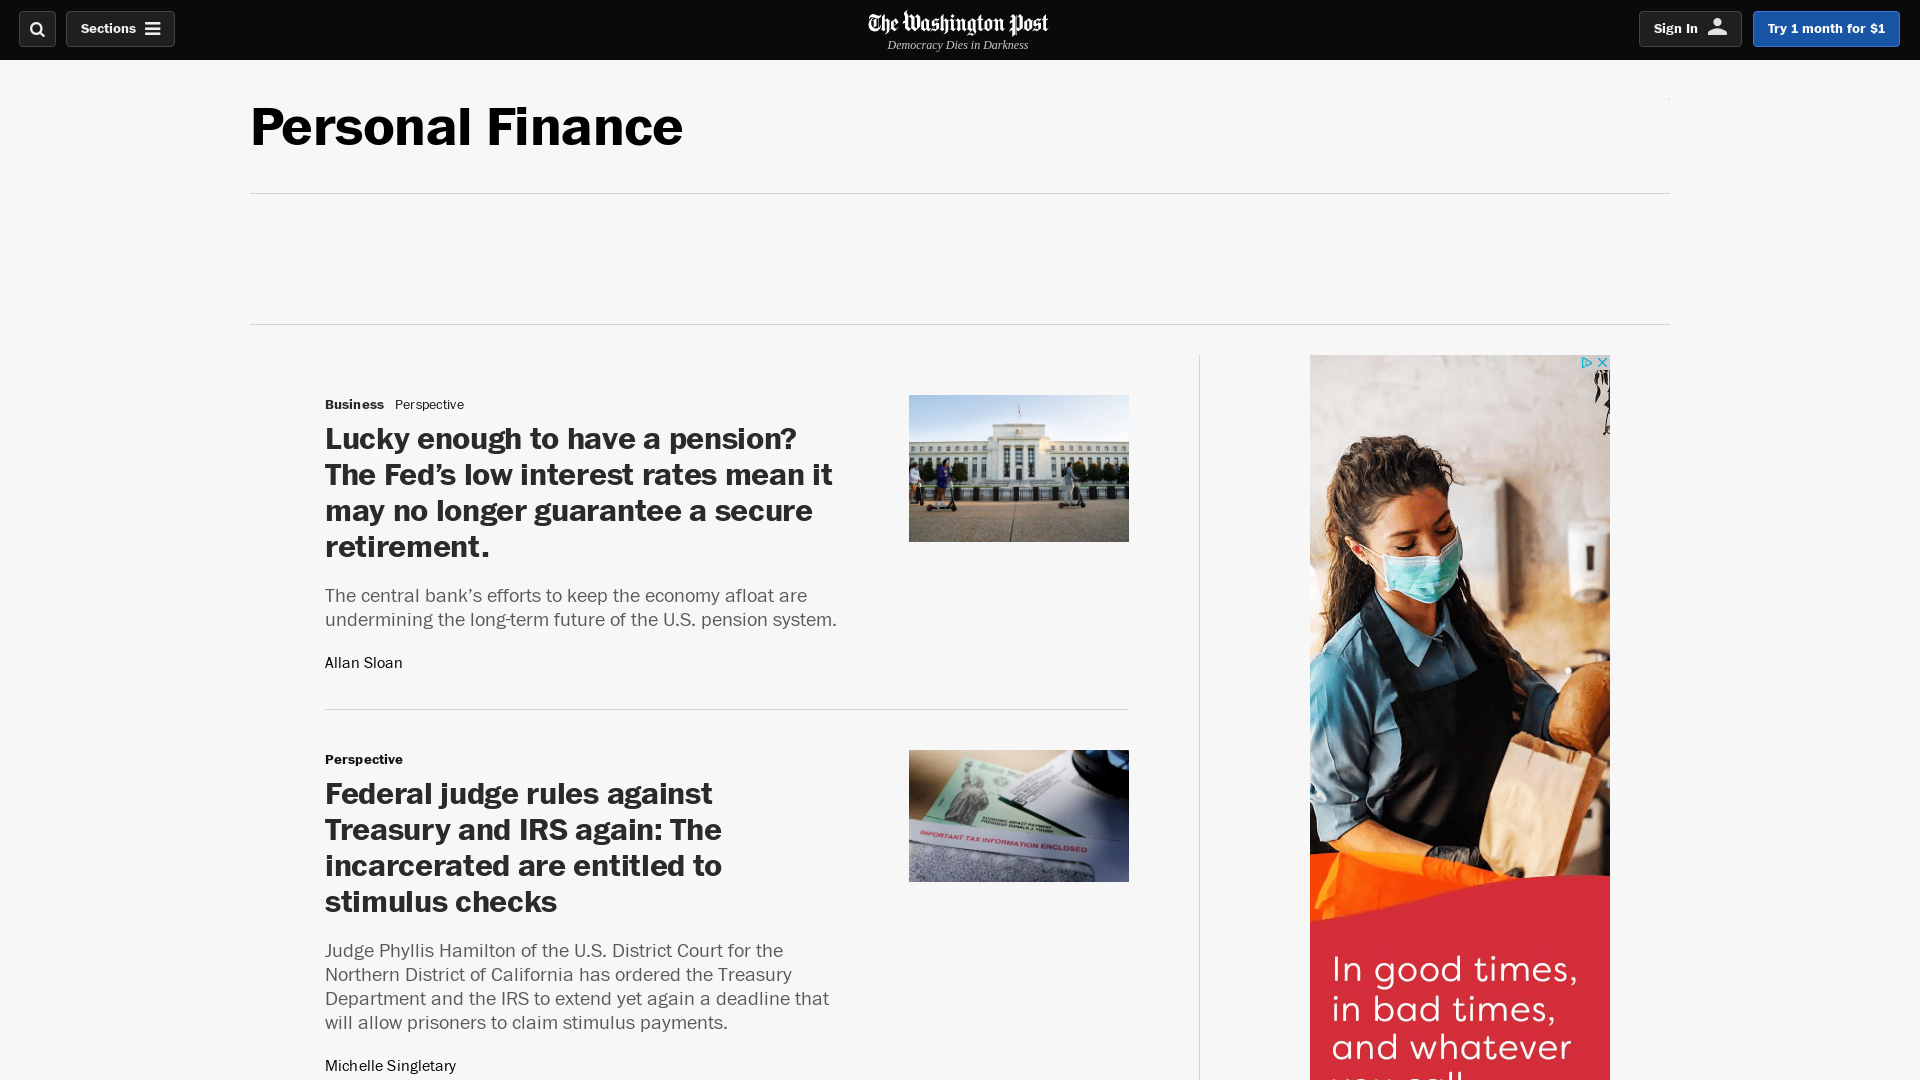 Sections
The Washington Post
Democracy Dies in Darkness
Sign In
Try 1 month for $1
Personal Finance
Business Perspective
Lucky enough to have a pension?
The Fed’s low interest rates mean it
may no longer guarantee a secure
retirement.
The central bank’s efforts to keep the economy afloat are
undermining the long-term future of the U.S. pension system.
Allan Sloan
Perspective
Federal judge rules against
Treasury and IRS again: The
incarcerated are entitled to
stimulus checks
Judge Phyllis Hamilton of the U.S. District Court for the
Northern District of California has ordered the Treasury
Department and the IRS to extend yet again a deadline that
will allow prisoners to claim stimulus payments.
Michelle Singletary
ECONOMIC IMPACT PAYMENT
PRESIDENT DONALD J. TRUMP
IMPORTANT TAX INFORMATION ENCLOSED
In good times,
in bad times,
and whatever